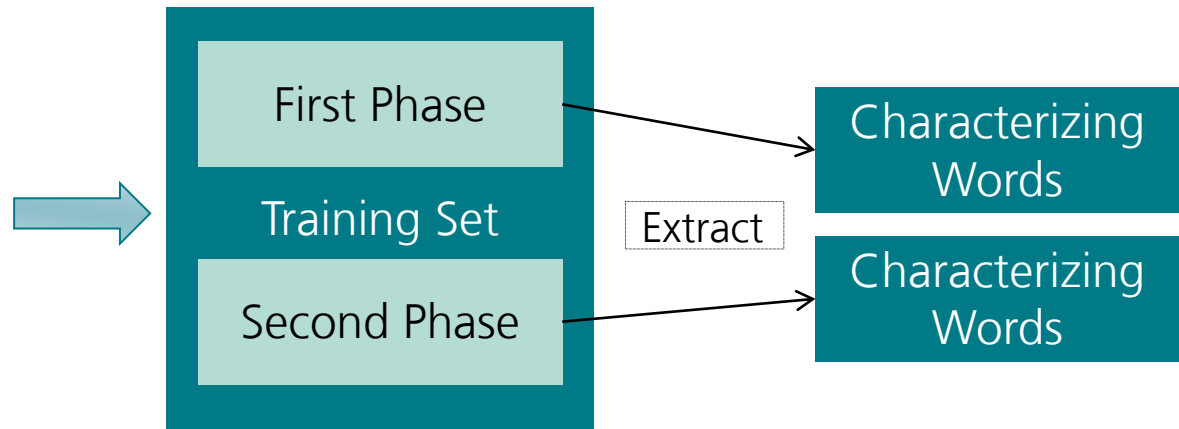 First Phase
Training Set
Second Phase
Extract
Characterizing
Words
Characterizing
Words